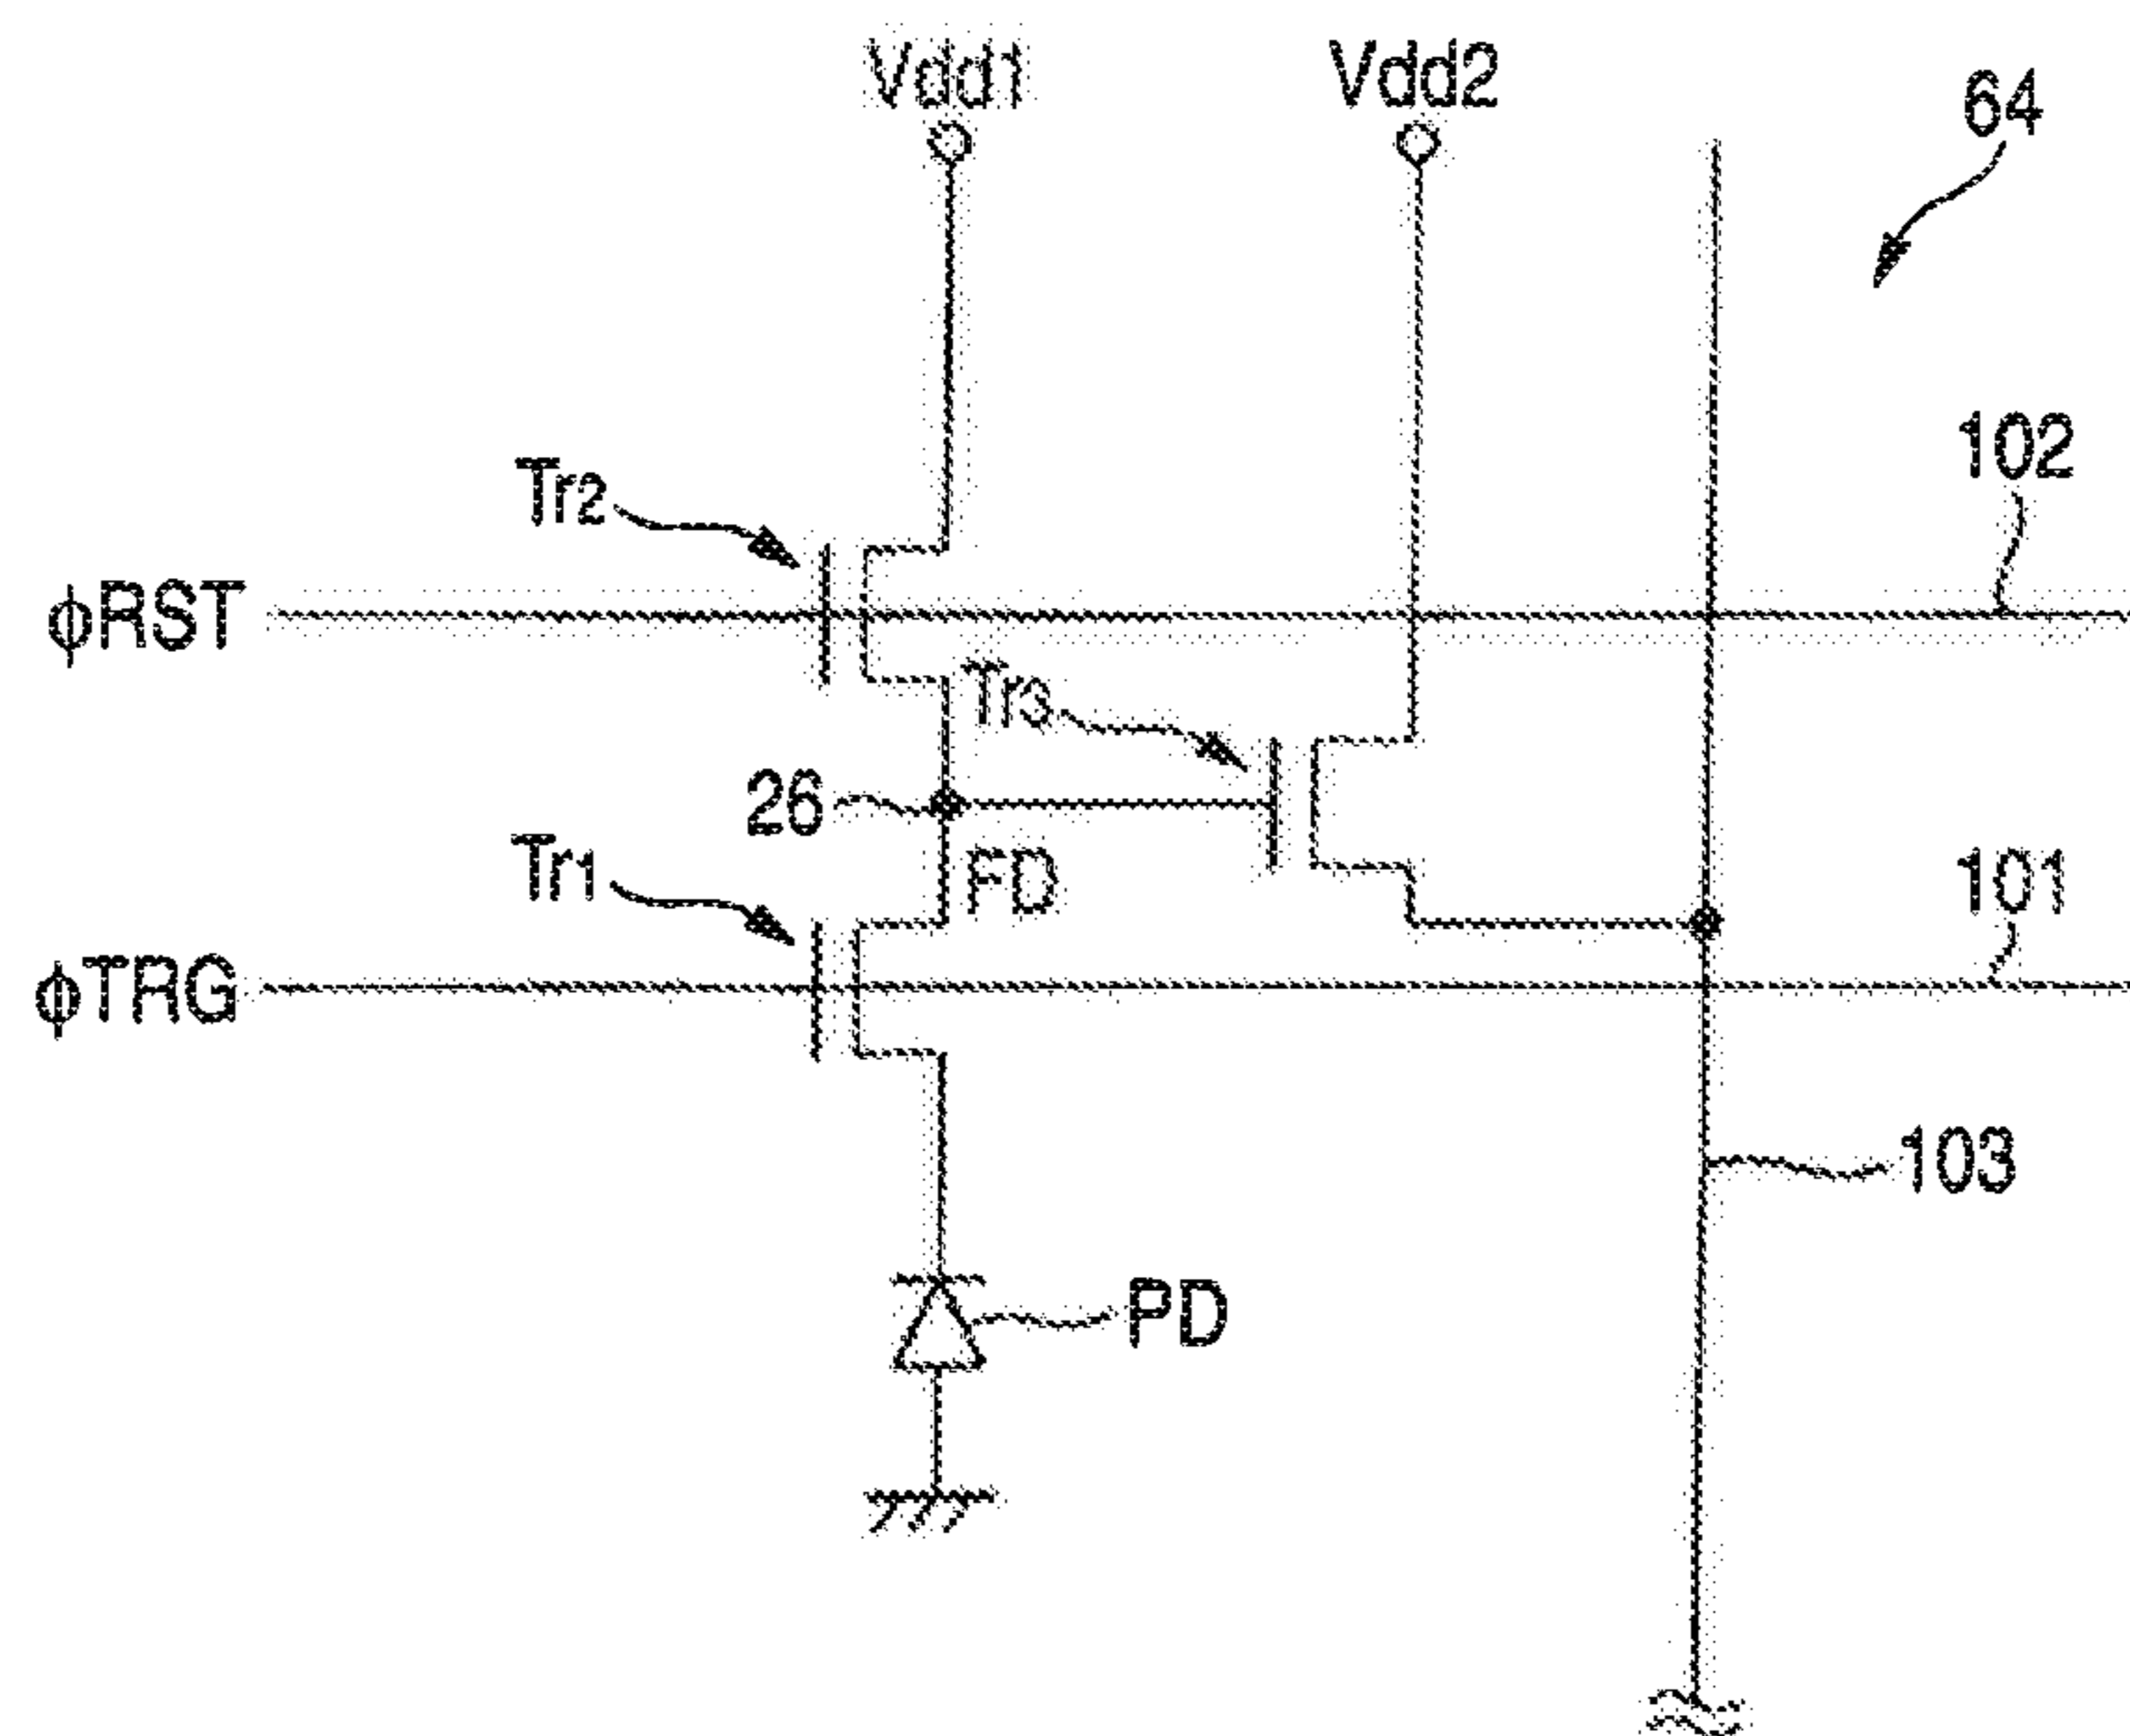 Vdd1
Vdd2
64
102
Tr2
φRST
Tr3
26
Tr1
FD
101
φTRG
103
PD